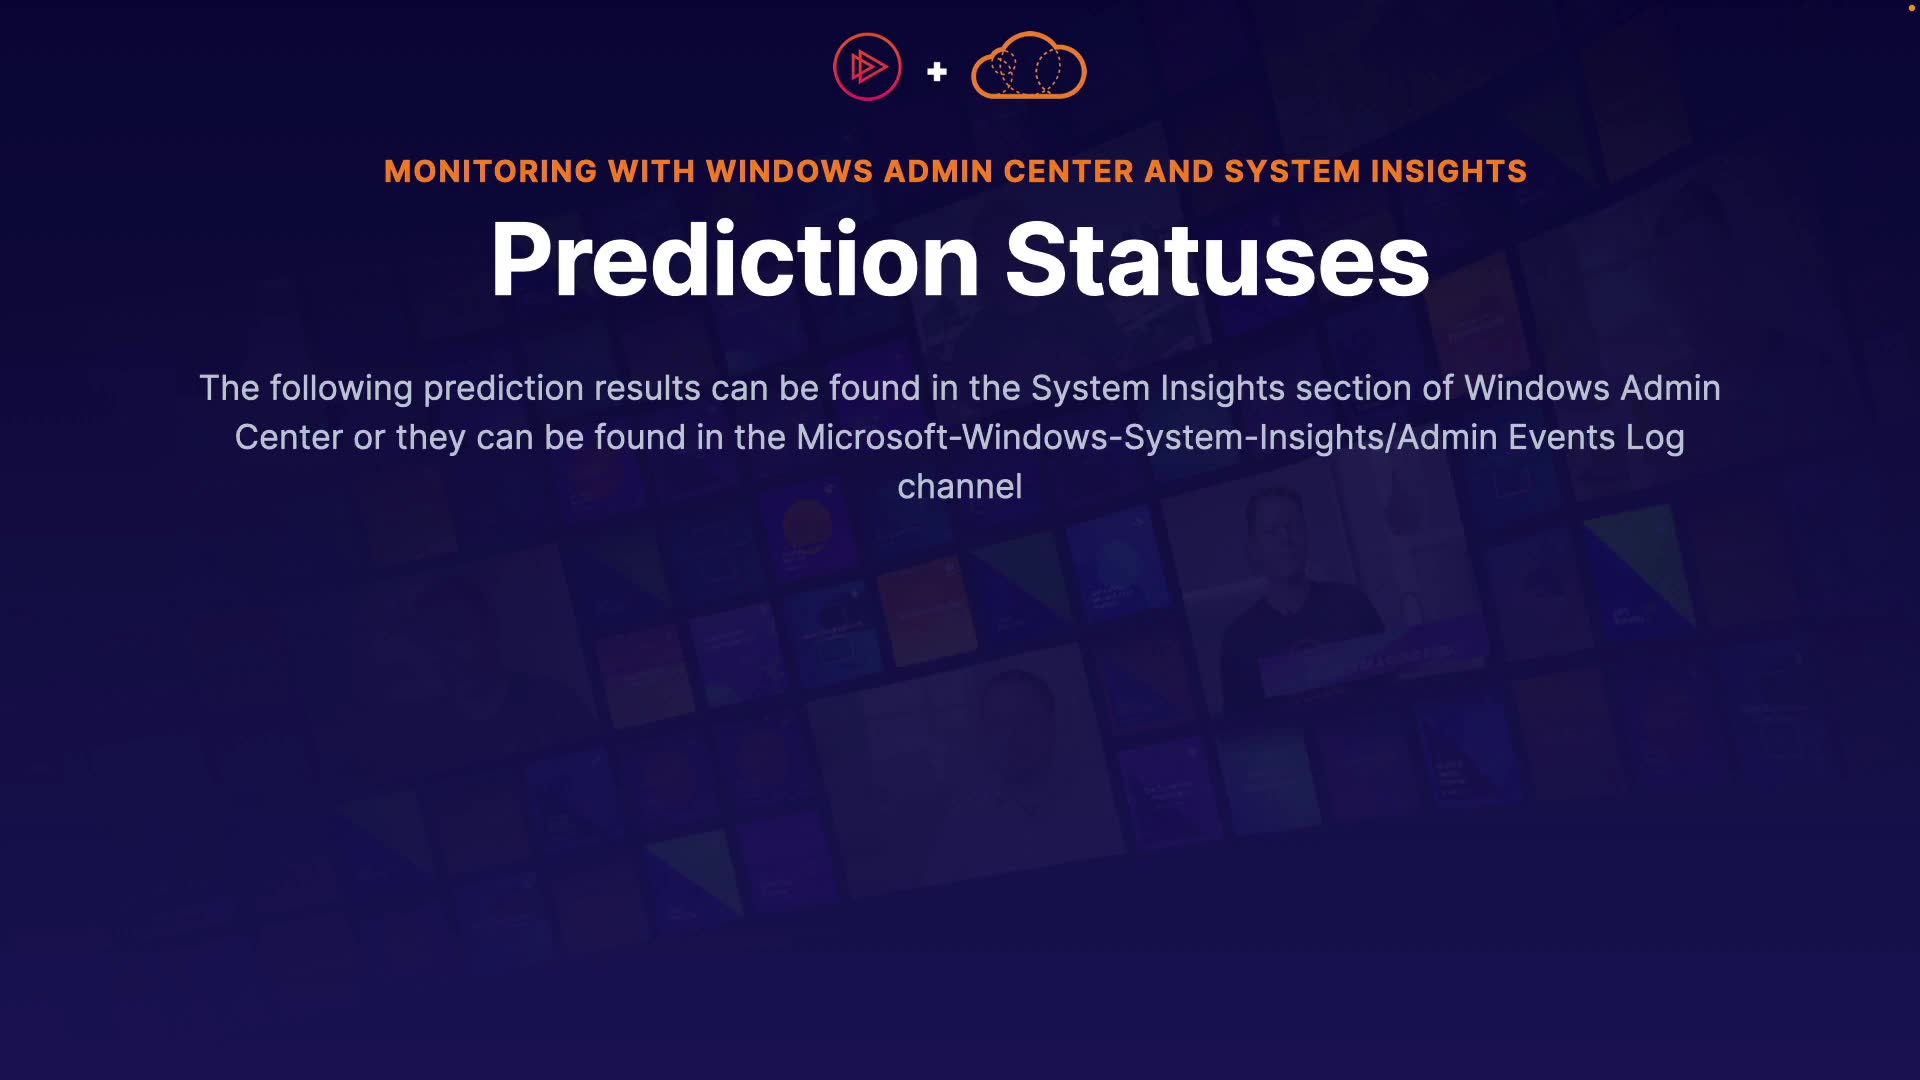 MONITORING WITH WINDOWS ADMIN CENTER AND SYSTEM INSIGHTS
Prediction Statuses
The following prediction results can be found in the System Insights section of Windows Admin
Center or they can be found in the Microsoft-Windows-System-Insights/Admin Events Log
channel